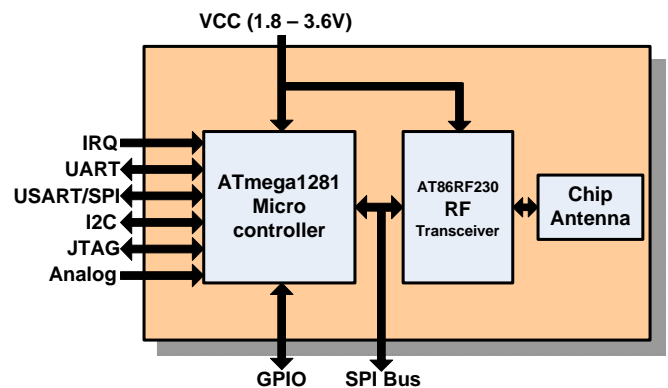 VCC (1.8 – 3.6V)
IRQ
UART
USART/SPI
I2C
JTAG
Analog
ATmega1281
Micro
controller
AT86RF230
RF
Transceiver
Chip
Antenna
GPIO
SPI Bus